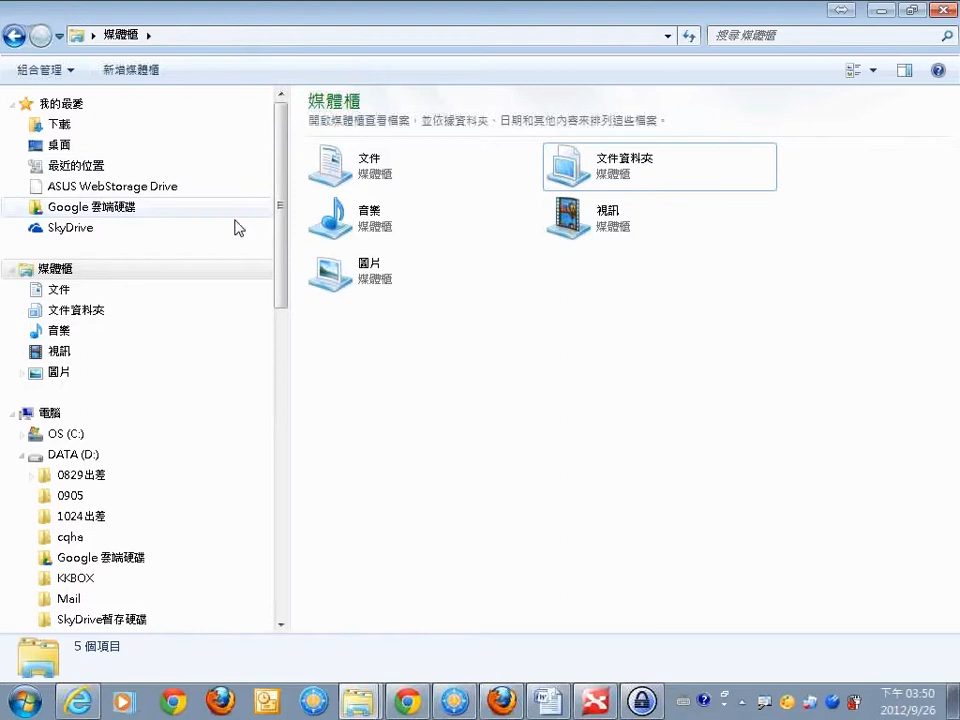 媒體櫃
搜尋 媒體櫃
組合管理
新增媒體櫃
我的最愛
下載
桌面
最近的位置
ASUS WebStorage Drive
Google 雲端硬碟
SkyDrive
媒體櫃
文件
文件資料夾
音樂
視訊
圖片
電腦
OS (C:)
DATA (D:)
0829出差
0905
1024出差
cqha
Google 雲端硬碟
KKBOX
Mail
SkyDrive暫存硬碟
媒體櫃
開啟媒體櫃查看檔案，並依據資料夾、日期和其他內容來排列這些檔案。
文件
媒體櫃
文件資料夾
媒體櫃
音樂
媒體櫃
視訊
媒體櫃
圖片
媒體櫃
5 個項目
下午 03:50
2012/9/26